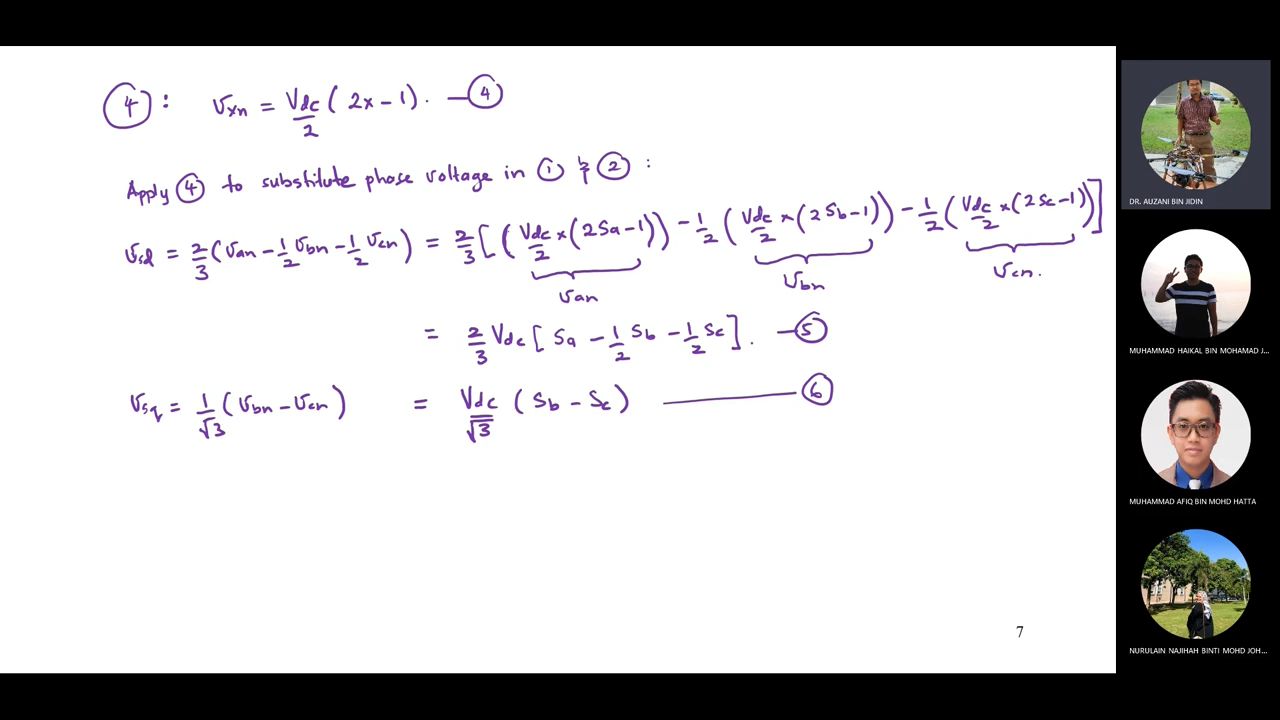 ④ : Vxn = Vdc/2 ( 2x - 1 ). — ④
Apply ④ to substitute phase voltage in ① & ② :
Vsd = 2/3 (Van - 1/2 Vbn - 1/2 Vcn) = 2/3 [ ( Vdc/2 × (2Sa - 1) ) - 1/2 ( Vdc/2 × (2Sb - 1) ) - 1/2 ( Vdc/2 × (2Sc - 1) ) ]
Van Vbn Vcn.
= 2/3 Vdc [ Sa - 1/2 Sb - 1/2 Sc ] . — ⑤
Vsq = 1/√3 ( Vbn - Vcn ) = Vdc/√3 ( Sb - Sc ) — ⑥
7
DR. AUZANI BIN JIDIN
MUHAMMAD HAIKAL BIN MOHAMAD J...
MUHAMMAD AFIQ BIN MOHD HATTA
NURULAIN NAJIHAH BINTI MOHD JOH...